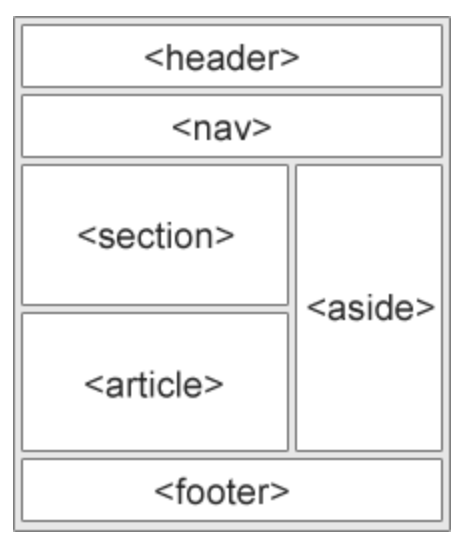 <header>
<nav>
<section>
<aside>
<article>
<footer>